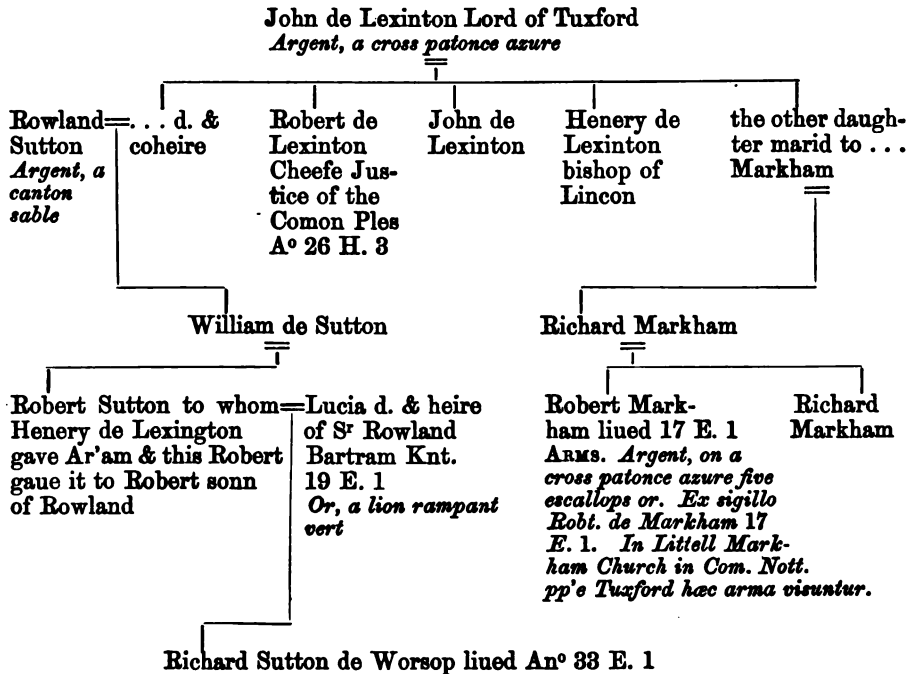 John de Lexinton Lord of Tuxford
Argent, a cross patonce azure
Rowland=. . . d. &
Sutton coheire
Argent, a
canton
sable
Robert de
Lexinton
Cheefe Jus-
tice of the
Comon Ples
Aº 26 H. 3
John de
Lexinton
Henery de
Lexinton
bishop of
Lincon
the other daugh-
ter marid to . . .
Markham
William de Sutton
Richard Markham
Robert Sutton to whom=Lucia d. & heire
Henery de Lexington
gave Ar'am & this Robert
gaue it to Robert sonn
of Rowland
of Sʳ Rowland
Bartram Knt.
19 E. 1
Or, a lion rampant
vert
Robert Mark-
ham liued 17 E. 1
ARMS. Argent, on a
cross patonce azure five
escallops or. Ex sigillo
Robt. de Markham 17
E. 1. In Littell Mark-
ham Church in Com. Nott.
pp'e Tuxford hæc arma visuntur.
Richard
Markham
Richard Sutton de Worsop liued Anº 33 E. 1